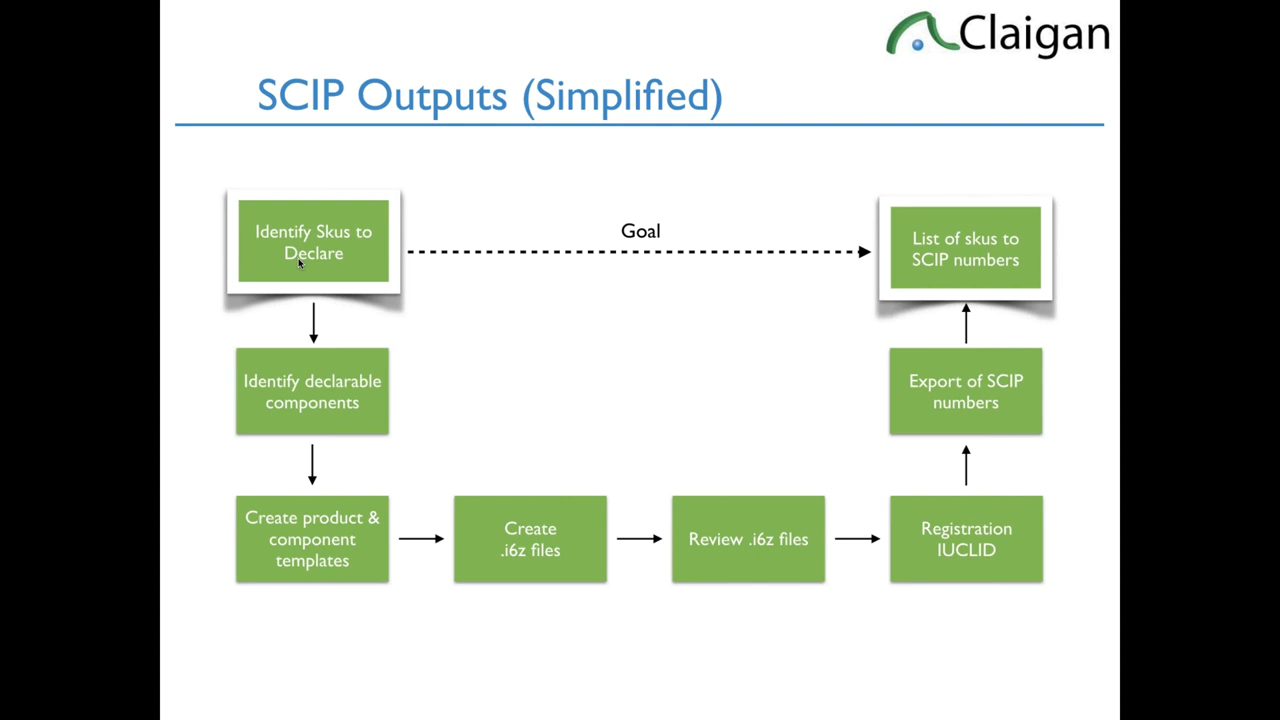 Claigan
SCIP Outputs (Simplified)
Identify Skus to
Declare
Goal
List of skus to
SCIP numbers
Identify declarable
components
Export of SCIP
numbers
Create product &
component
templates
Create
.i6z files
Review .i6z files
Registration
IUCLID